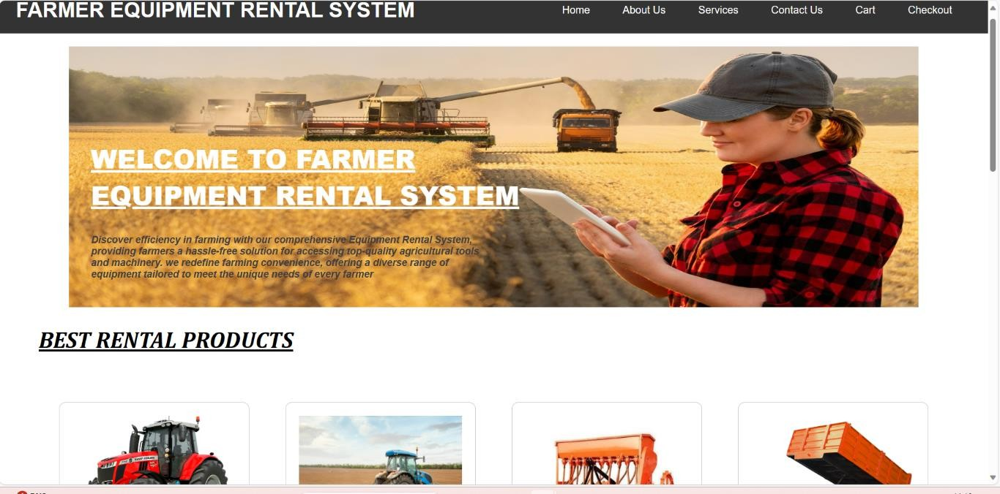 FARMER EQUIPMENT RENTAL SYSTEM
Home About Us Services Contact Us Cart Checkout
WELCOME TO FARMER
EQUIPMENT RENTAL SYSTEM
Discover efficiency in farming with our comprehensive Equipment Rental System,
providing farmers a hassle-free solution for accessing top-quality agricultural tools
and machinery. we redefine farming convenience, offering a diverse range of
equipment tailored to meet the unique needs of every farmer
BEST RENTAL PRODUCTS